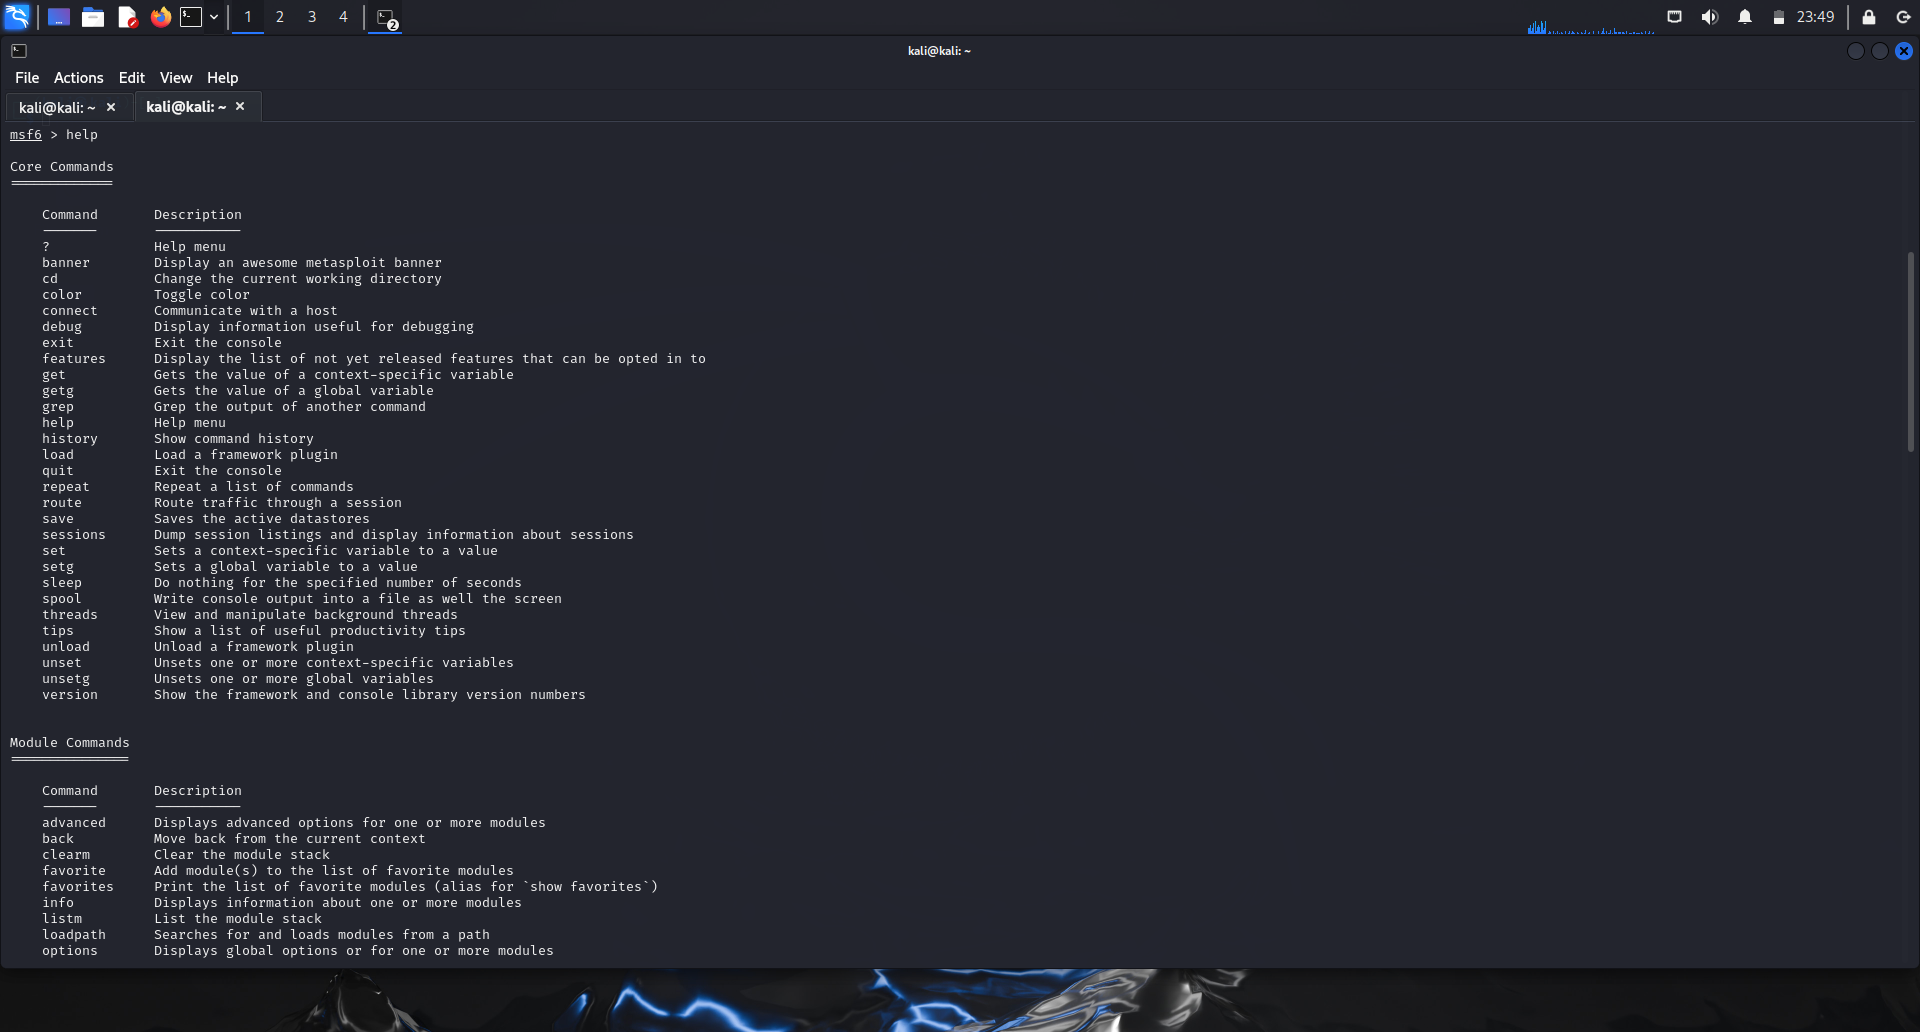 1 2 3 4 2 23:49
kali@kali: ~
File Actions Edit View Help
kali@kali: ~ × kali@kali: ~ ×
msf6 > help
Core Commands
=============
Command Description
------- -----------
? Help menu
banner Display an awesome metasploit banner
cd Change the current working directory
color Toggle color
connect Communicate with a host
debug Display information useful for debugging
exit Exit the console
features Display the list of not yet released features that can be opted in to
get Gets the value of a context-specific variable
getg Gets the value of a global variable
grep Grep the output of another command
help Help menu
history Show command history
load Load a framework plugin
quit Exit the console
repeat Repeat a list of commands
route Route traffic through a session
save Saves the active datastores
sessions Dump session listings and display information about sessions
set Sets a context-specific variable to a value
setg Sets a global variable to a value
sleep Do nothing for the specified number of seconds
spool Write console output into a file as well the screen
threads View and manipulate background threads
tips Show a list of useful productivity tips
unload Unload a framework plugin
unset Unsets one or more context-specific variables
unsetg Unsets one or more global variables
version Show the framework and console library version numbers
Module Commands
===============
Command Description
------- -----------
advanced Displays advanced options for one or more modules
back Move back from the current context
clearm Clear the module stack
favorite Add module(s) to the list of favorite modules
favorites Print the list of favorite modules (alias for `show favorites`)
info Displays information about one or more modules
listm List the module stack
loadpath Searches for and loads modules from a path
options Displays global options or for one or more modules